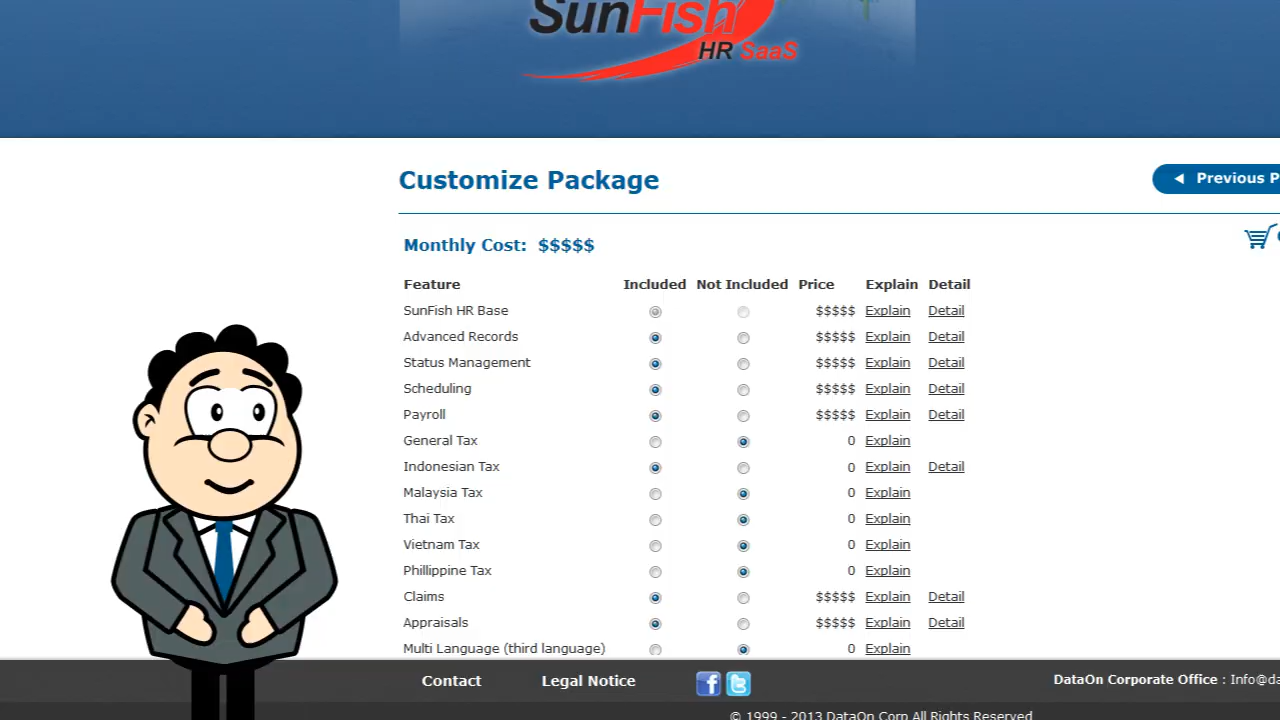 SunFish
HR SaaS
Customize Package
Previous P
Monthly Cost: $$$$$
Feature Included Not Included Price Explain Detail
SunFish HR Base $$$$$ Explain Detail
Advanced Records $$$$$ Explain Detail
Status Management $$$$$ Explain Detail
Scheduling $$$$$ Explain Detail
Payroll $$$$$ Explain Detail
General Tax 0 Explain
Indonesian Tax 0 Explain Detail
Malaysia Tax 0 Explain
Thai Tax 0 Explain
Vietnam Tax 0 Explain
Phillippine Tax 0 Explain
Claims $$$$$ Explain Detail
Appraisals $$$$$ Explain Detail
Multi Language (third language) 0 Explain
Contact Legal Notice DataOn Corporate Office : Info@da
© 1999 - 2013 DataOn Corp All Rights Reserved